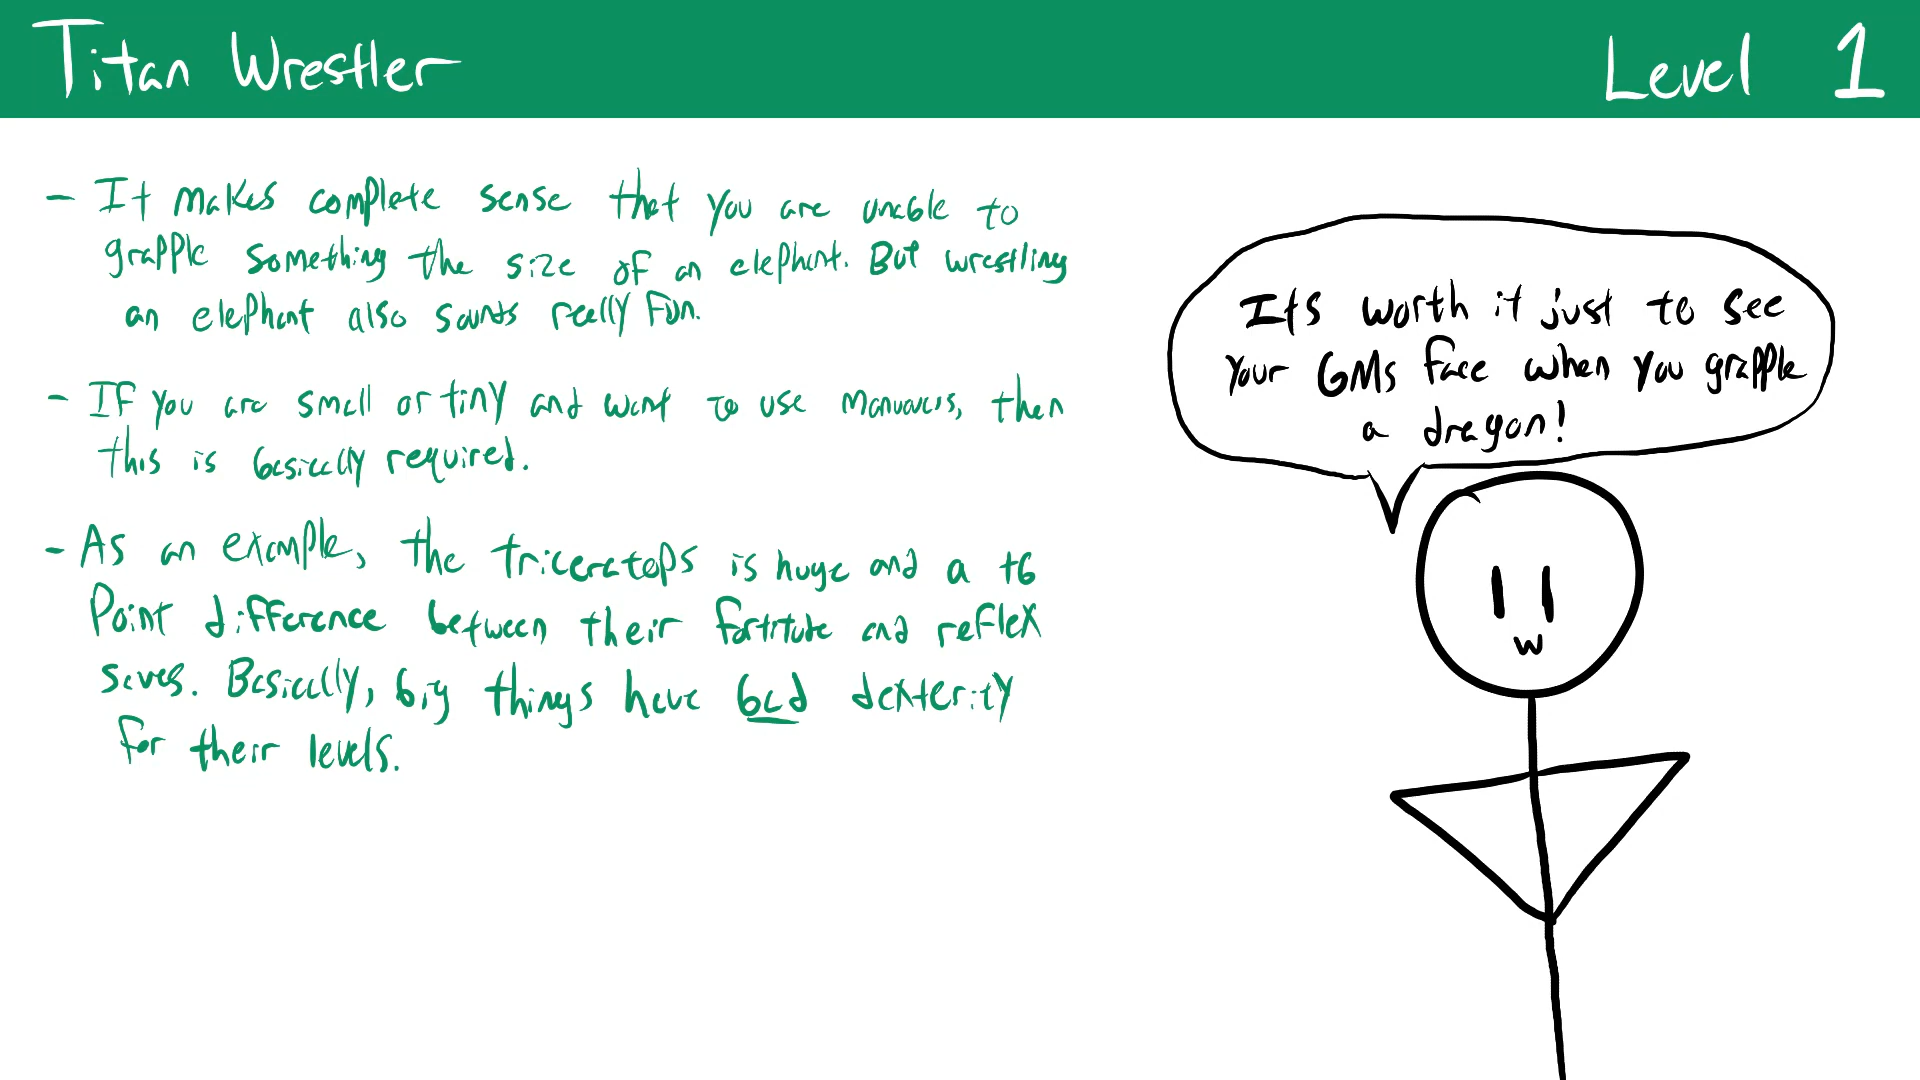 Titan Wrestler
Level 1
- It makes complete sense that you are unable to
grapple something the size of an elephant. But wrestling
an elephant also sounds really fun.
- If you are small or tiny and want to use manuvers, then
this is basically required.
- As an example, the triceratops is huge and a +6
Point difference between their fortitude and reflex
saves. Basically, big things have bad dexterity
for their levels.
Its worth it just to see
your GMs face when you grapple
a dragon!